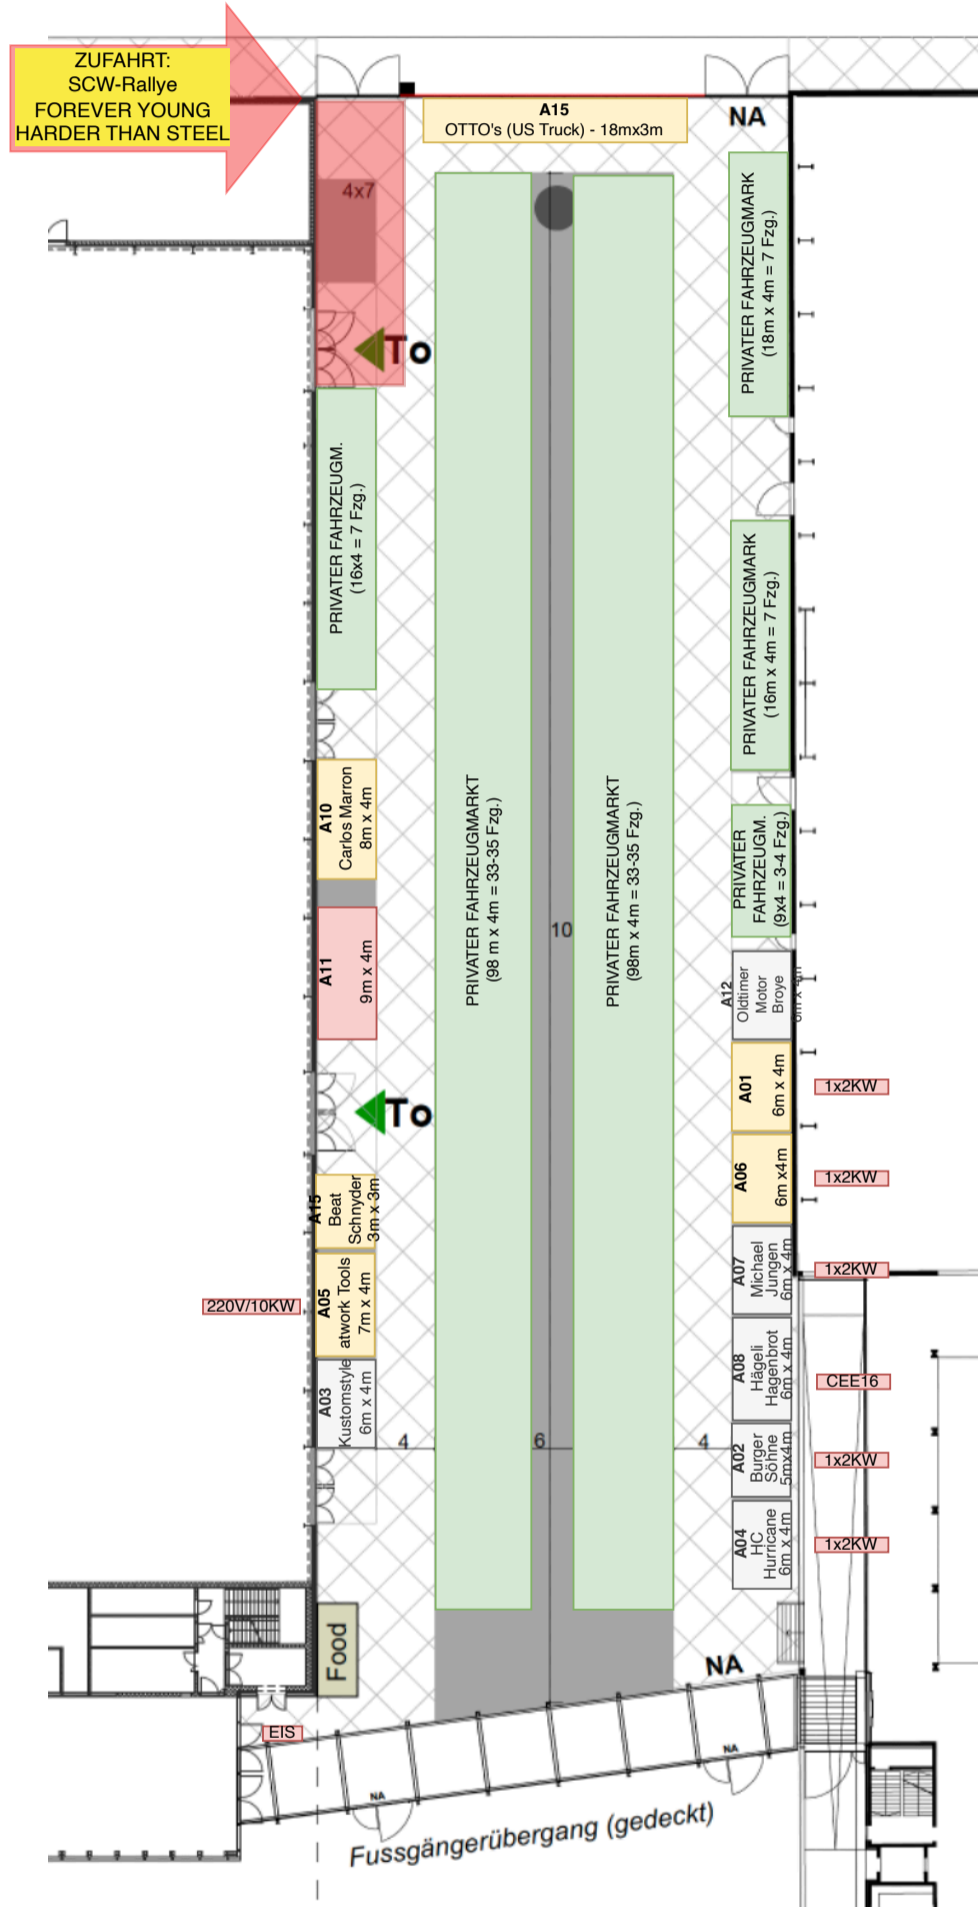 ZUFAHRT:
SCW-Rallye
FOREVER YOUNG
HARDER THAN STEEL
A15
OTTO's (US Truck) - 18mx3m
NA
4x7
To
PRIVATER FAHRZEUGMARK
(18m x 4m = 7 Fzg.)
PRIVATER FAHRZEUGM.
(16x4 = 7 Fzg.)
PRIVATER FAHRZEUGMARK
(16m x 4m = 7 Fzg.)
A10
Carlos Marron
8m x 4m
PRIVATER FAHRZEUGMARKT
(98 m x 4m = 33-35 Fzg.)
PRIVATER FAHRZEUGMARKT
(98m x 4m = 33-35 Fzg.)
PRIVATER
FAHRZEUGM.
(9x4 = 3-4 Fzg.)
10
A11
9m x 4m
A12
Oldtimer
Motor
Broye
To
A01
6m x 4m
1x2KW
A06
6m x4m
1x2KW
A15
Beat
Schnyder
3m x 3m
A07
Michael
Jungen
6m x 4m
1x2KW
220V/10KW
A05
atwork Tools
7m x 4m
A08
Hägeli
Hagenbrot
6m x 4m
CEE16
A03
Kustomstyle
6m x 4m
4
6
4
A02
Burger
Söhne
5mx4m
1x2KW
A04
HC
Hurricane
6m x 4m
1x2KW
Food
NA
EIS
NA
NA
Fussgängerübergang (gedeckt)